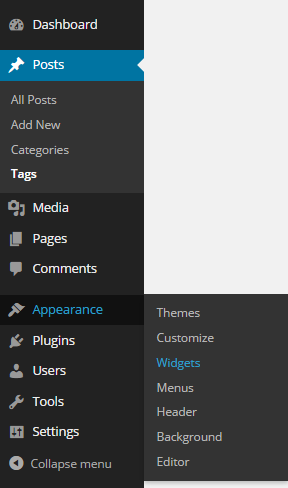 Dashboard
Posts
All Posts
Add New
Categories
Tags
Media
Pages
Comments
Appearance
Themes
Customize
Widgets
Menus
Header
Background
Editor
Plugins
Users
Tools
Settings
Collapse menu